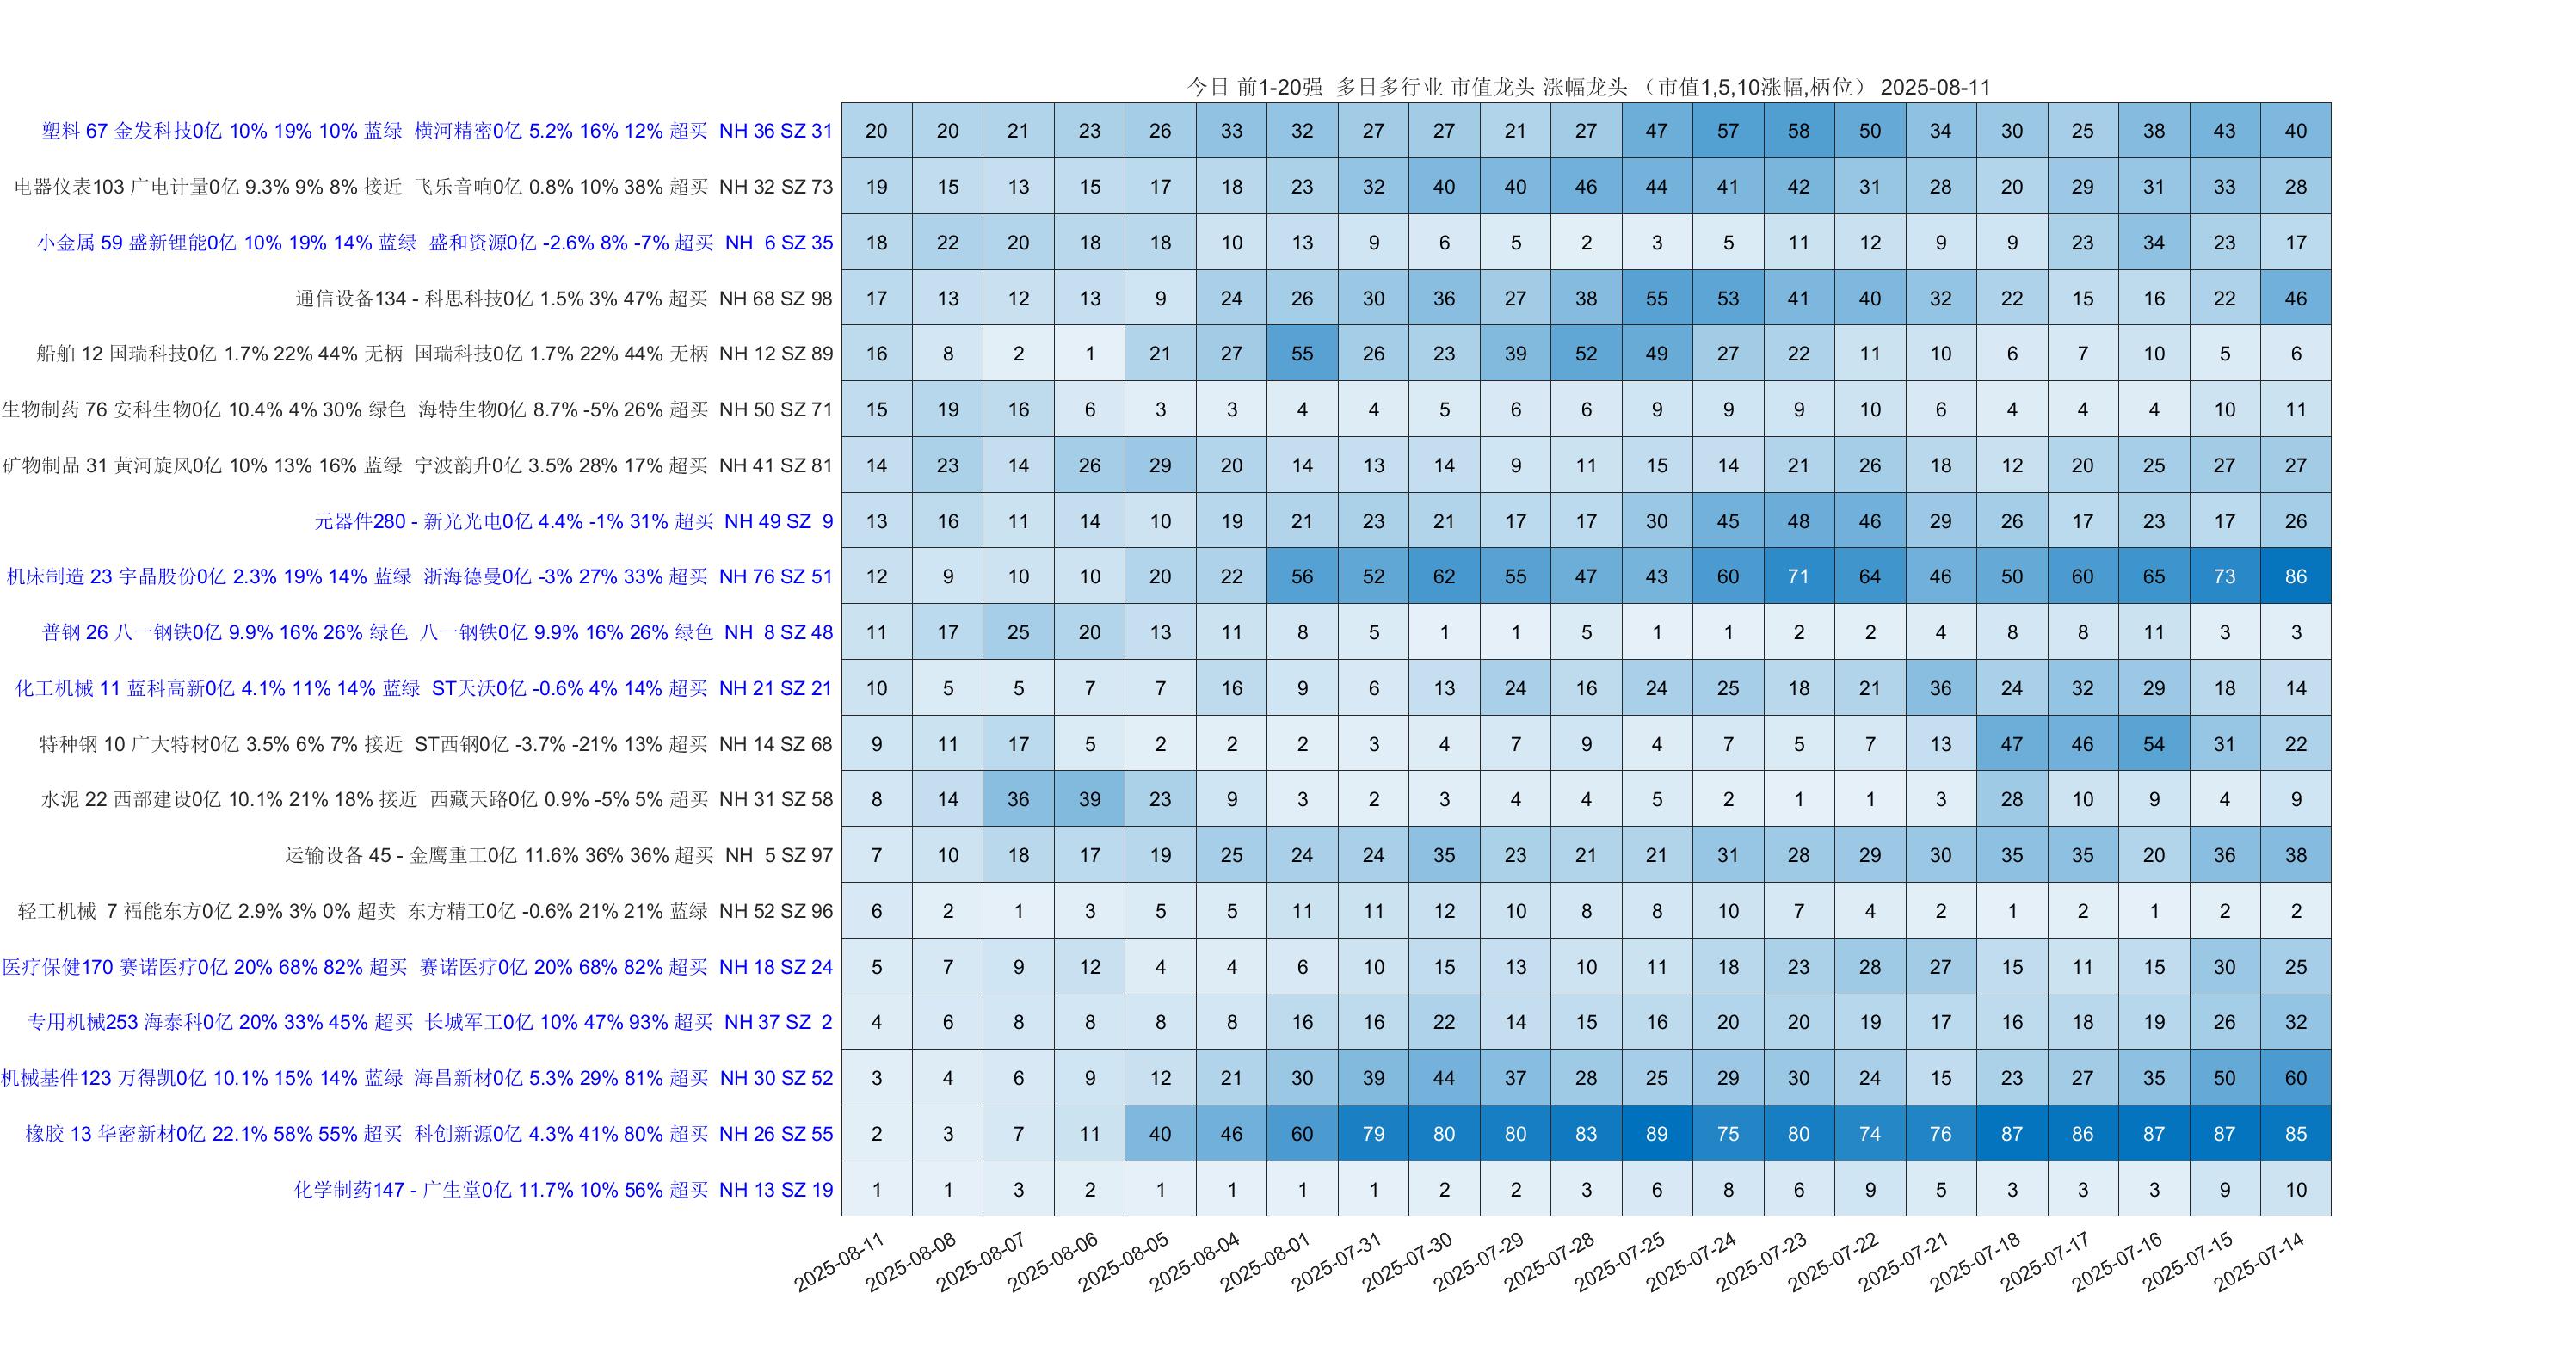 今日 前1-20强 多日多行业 市值龙头 涨幅龙头 （市值1,5,10涨幅,柄位） 2025-08-11
塑料 67 金发科技0亿 10% 19% 10% 蓝绿 横河精密0亿 5.2% 16% 12% 超买 NH 36 SZ 31 20 20 21 23 26 33 32 27 27 21 27 47 57 58 50 34 30 25 38 43 40
电器仪表103 广电计量0亿 9.3% 9% 8% 接近 飞乐音响0亿 0.8% 10% 38% 超买 NH 32 SZ 73 19 15 13 15 17 18 23 32 40 40 46 44 41 42 31 28 20 29 31 33 28
小金属 59 盛新锂能0亿 10% 19% 14% 蓝绿 盛和资源0亿 -2.6% 8% -7% 超买 NH 6 SZ 35 18 22 20 18 18 10 13 9 6 5 2 3 5 11 12 9 9 23 34 23 17
通信设备134 - 科思科技0亿 1.5% 3% 47% 超买 NH 68 SZ 98 17 13 12 13 9 24 26 30 36 27 38 55 53 41 40 32 22 15 16 22 46
船舶 12 国瑞科技0亿 1.7% 22% 44% 无柄 国瑞科技0亿 1.7% 22% 44% 无柄 NH 12 SZ 89 16 8 2 1 21 27 55 26 23 39 52 49 27 22 11 10 6 7 10 5 6
生物制药 76 安科生物0亿 10.4% 4% 30% 绿色 海特生物0亿 8.7% -5% 26% 超买 NH 50 SZ 71 15 19 16 6 3 3 4 4 5 6 6 9 9 9 10 6 4 4 4 10 11
矿物制品 31 黄河旋风0亿 10% 13% 16% 蓝绿 宁波韵升0亿 3.5% 28% 17% 超买 NH 41 SZ 81 14 23 14 26 29 20 14 13 14 9 11 15 14 21 26 18 12 20 25 27 27
元器件280 - 新光光电0亿 4.4% -1% 31% 超买 NH 49 SZ 9 13 16 11 14 10 19 21 23 21 17 17 30 45 48 46 29 26 17 23 17 26
机床制造 23 宇晶股份0亿 2.3% 19% 14% 蓝绿 浙海德曼0亿 -3% 27% 33% 超买 NH 76 SZ 51 12 9 10 10 20 22 56 52 62 55 47 43 60 71 64 46 50 60 65 73 86
普钢 26 八一钢铁0亿 9.9% 16% 26% 绿色 八一钢铁0亿 9.9% 16% 26% 绿色 NH 8 SZ 48 11 17 25 20 13 11 8 5 1 1 5 1 1 2 2 4 8 8 11 3 3
化工机械 11 蓝科高新0亿 4.1% 11% 14% 蓝绿 ST天沃0亿 -0.6% 4% 14% 超买 NH 21 SZ 21 10 5 5 7 7 16 9 6 13 24 16 24 25 18 21 36 24 32 29 18 14
特种钢 10 广大特材0亿 3.5% 6% 7% 接近 ST西钢0亿 -3.7% -21% 13% 超买 NH 14 SZ 68 9 11 17 5 2 2 2 3 4 7 9 4 7 5 7 13 47 46 54 31 22
水泥 22 西部建设0亿 10.1% 21% 18% 接近 西藏天路0亿 0.9% -5% 5% 超买 NH 31 SZ 58 8 14 36 39 23 9 3 2 3 4 4 5 2 1 1 3 28 10 9 4 9
运输设备 45 - 金鹰重工0亿 11.6% 36% 36% 超买 NH 5 SZ 97 7 10 18 17 19 25 24 24 35 23 21 21 31 28 29 30 35 35 20 36 38
轻工机械 7 福能东方0亿 2.9% 3% 0% 超卖 东方精工0亿 -0.6% 21% 21% 蓝绿 NH 52 SZ 96 6 2 1 3 5 5 11 11 12 10 8 8 10 7 4 2 1 2 1 2 2
医疗保健170 赛诺医疗0亿 20% 68% 82% 超买 赛诺医疗0亿 20% 68% 82% 超买 NH 18 SZ 24 5 7 9 12 4 4 6 10 15 13 10 11 18 23 28 27 15 11 15 30 25
专用机械253 海泰科0亿 20% 33% 45% 超买 长城军工0亿 10% 47% 93% 超买 NH 37 SZ 2 4 6 8 8 8 8 16 16 22 14 15 16 20 20 19 17 16 18 19 26 32
机械基件123 万得凯0亿 10.1% 15% 14% 蓝绿 海昌新材0亿 5.3% 29% 81% 超买 NH 30 SZ 52 3 4 6 9 12 21 30 39 44 37 28 25 29 30 24 15 23 27 35 50 60
橡胶 13 华密新材0亿 22.1% 58% 55% 超买 科创新源0亿 4.3% 41% 80% 超买 NH 26 SZ 55 2 3 7 11 40 46 60 79 80 80 83 89 75 80 74 76 87 86 87 87 85
化学制药147 - 广生堂0亿 11.7% 10% 56% 超买 NH 13 SZ 19 1 1 3 2 1 1 1 1 2 2 3 6 8 6 9 5 3 3 3 9 10
2025-08-11 2025-08-08 2025-08-07 2025-08-06 2025-08-05 2025-08-04 2025-08-01 2025-07-31 2025-07-30 2025-07-29 2025-07-28 2025-07-25 2025-07-24 2025-07-23 2025-07-22 2025-07-21 2025-07-18 2025-07-17 2025-07-16 2025-07-15 2025-07-14